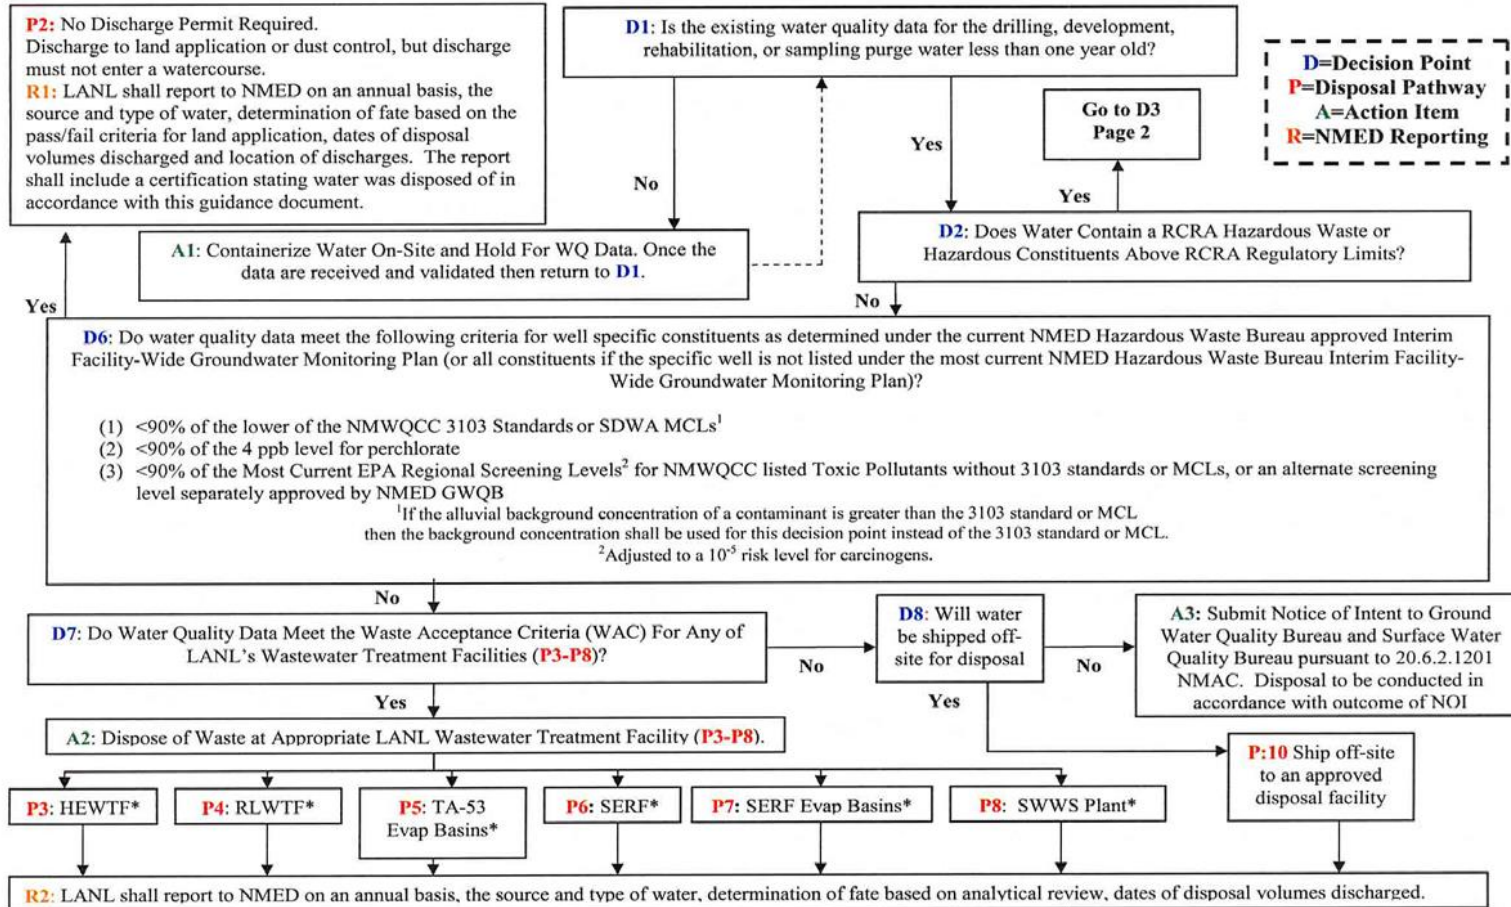 P2: No Discharge Permit Required.
Discharge to land application or dust control, but discharge
must not enter a watercourse.
R1: LANL shall report to NMED on an annual basis, the
source and type of water, determination of fate based on the
pass/fail criteria for land application, dates of disposal
volumes discharged and location of discharges. The report
shall include a certification stating water was disposed of in
accordance with this guidance document.
D1: Is the existing water quality data for the drilling, development,
rehabilitation, or sampling purge water less than one year old?
D=Decision Point
P=Disposal Pathway
A=Action Item
R=NMED Reporting
Go to D3
Page 2
Yes
No
Yes
A1: Containerize Water On-Site and Hold For WQ Data. Once the
data are received and validated then return to D1.
D2: Does Water Contain a RCRA Hazardous Waste or
Hazardous Constituents Above RCRA Regulatory Limits?
Yes
No
D6: Do water quality data meet the following criteria for well specific constituents as determined under the current NMED Hazardous Waste Bureau approved Interim
Facility-Wide Groundwater Monitoring Plan (or all constituents if the specific well is not listed under the most current NMED Hazardous Waste Bureau Interim Facility-
Wide Groundwater Monitoring Plan)?
(1) <90% of the lower of the NMWQCC 3103 Standards or SDWA MCLs¹
(2) <90% of the 4 ppb level for perchlorate
(3) <90% of the Most Current EPA Regional Screening Levels² for NMWQCC listed Toxic Pollutants without 3103 standards or MCLs, or an alternate screening
level separately approved by NMED GWQB
¹If the alluvial background concentration of a contaminant is greater than the 3103 standard or MCL
then the background concentration shall be used for this decision point instead of the 3103 standard or MCL.
²Adjusted to a 10⁻⁵ risk level for carcinogens.
No
D7: Do Water Quality Data Meet the Waste Acceptance Criteria (WAC) For Any of
LANL's Wastewater Treatment Facilities (P3-P8)?
No
D8: Will water
be shipped off-
site for disposal
No
A3: Submit Notice of Intent to Ground
Water Quality Bureau and Surface Water
Quality Bureau pursuant to 20.6.2.1201
NMAC. Disposal to be conducted in
accordance with outcome of NOI
Yes
Yes
A2: Dispose of Waste at Appropriate LANL Wastewater Treatment Facility (P3-P8).
P:10 Ship off-site
to an approved
disposal facility
P3: HEWTF*
P4: RLWTF*
P5: TA-53
Evap Basins*
P6: SERF*
P7: SERF Evap Basins*
P8: SWWS Plant*
R2: LANL shall report to NMED on an annual basis, the source and type of water, determination of fate based on analytical review, dates of disposal volumes discharged.